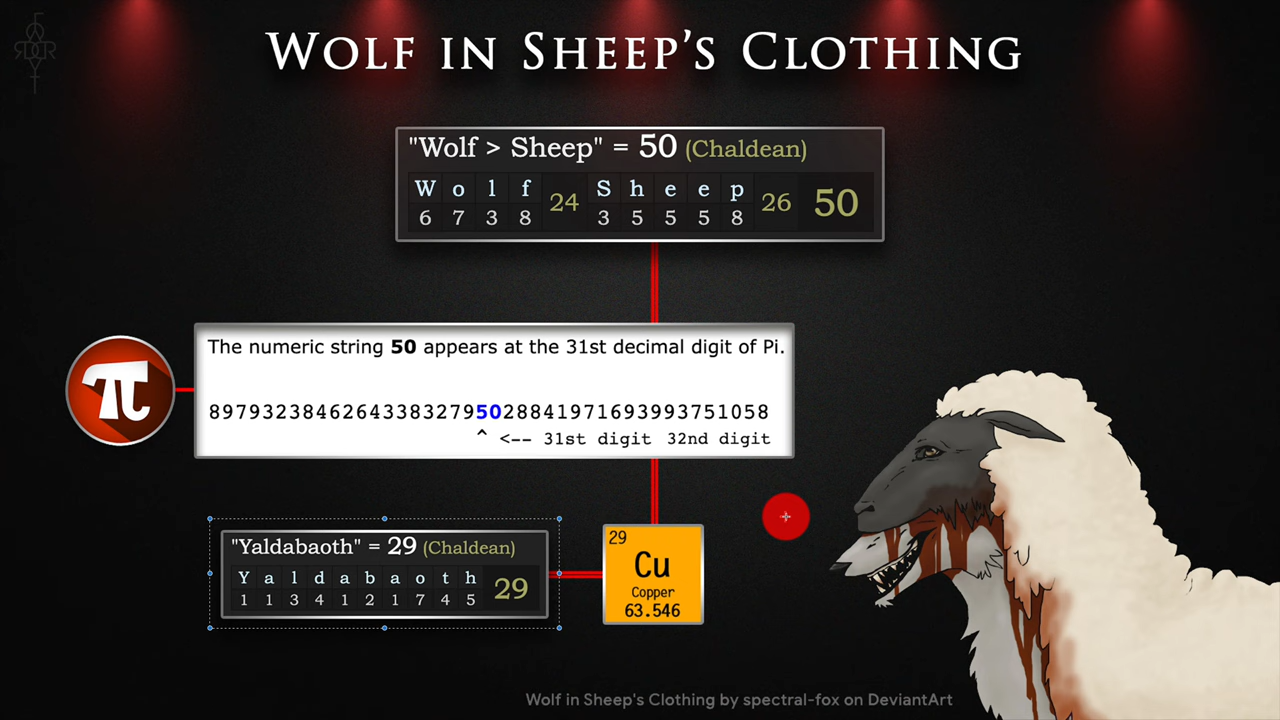 WOLF IN SHEEP'S CLOTHING
"Wolf > Sheep" = 50 (Chaldean)
W o l f 24 S h e e p 26 50
6 7 3 8 3 5 5 5 8
π
The numeric string 50 appears at the 31st decimal digit of Pi.
897932384626433832795028841971693993751058
^ <-- 31st digit 32nd digit
"Yaldabaoth" = 29 (Chaldean)
Y a l d a b a o t h 29
1 1 3 4 1 2 1 7 4 5
29
Cu
Copper
63.546
Wolf in Sheep's Clothing by spectral-fox on DeviantArt